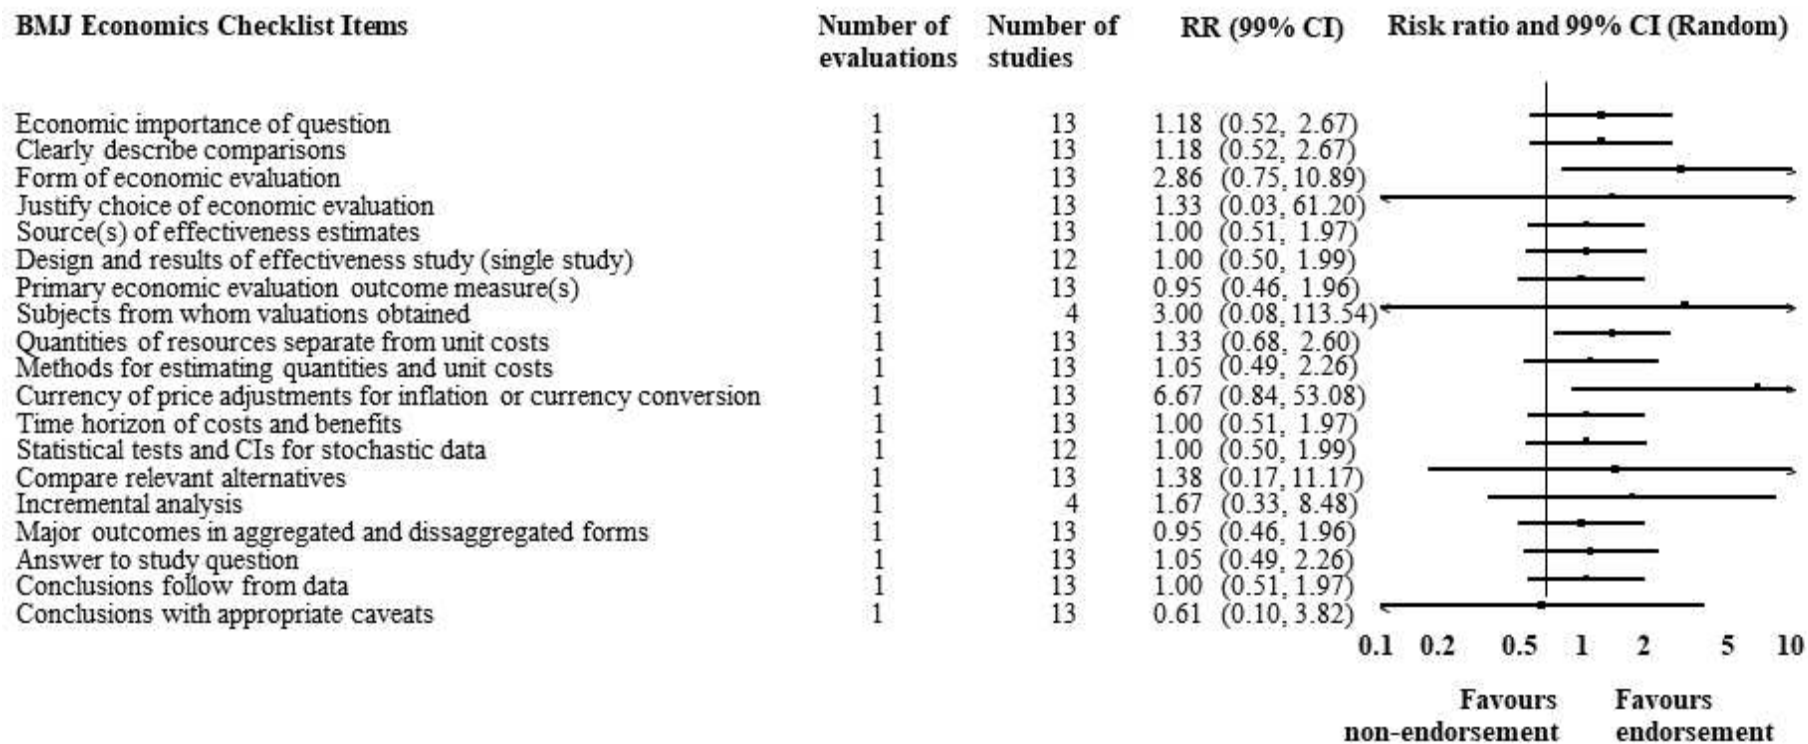 BMJ Economics Checklist Items Number of evaluations Number of studies RR (99% CI) Risk ratio and 99% CI (Random)
Economic importance of question 1 13 1.18 (0.52, 2.67)
Clearly describe comparisons 1 13 1.18 (0.52, 2.67)
Form of economic evaluation 1 13 2.86 (0.75, 10.89)
Justify choice of economic evaluation 1 13 1.33 (0.03, 61.20)
Source(s) of effectiveness estimates 1 13 1.00 (0.51, 1.97)
Design and results of effectiveness study (single study) 1 12 1.00 (0.50, 1.99)
Primary economic evaluation outcome measure(s) 1 13 0.95 (0.46, 1.96)
Subjects from whom valuations obtained 1 4 3.00 (0.08, 113.54)
Quantities of resources separate from unit costs 1 13 1.33 (0.68, 2.60)
Methods for estimating quantities and unit costs 1 13 1.05 (0.49, 2.26)
Currency of price adjustments for inflation or currency conversion 1 13 6.67 (0.84, 53.08)
Time horizon of costs and benefits 1 13 1.00 (0.51, 1.97)
Statistical tests and CIs for stochastic data 1 12 1.00 (0.50, 1.99)
Compare relevant alternatives 1 13 1.38 (0.17, 11.17)
Incremental analysis 1 4 1.67 (0.33, 8.48)
Major outcomes in aggregated and dissaggregated forms 1 13 0.95 (0.46, 1.96)
Answer to study question 1 13 1.05 (0.49, 2.26)
Conclusions follow from data 1 13 1.00 (0.51, 1.97)
Conclusions with appropriate caveats 1 13 0.61 (0.10, 3.82)
0.1 0.2 0.5 1 2 5 10
Favours non-endorsement Favours endorsement